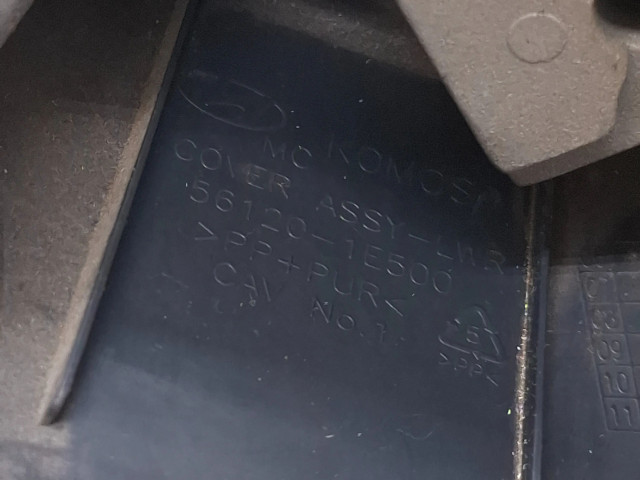 MC KOMOS
COVER ASSY-LWR
56120-1E500
>PP+PUR<
CAV No.1
5
>PP<
08
09
10
11